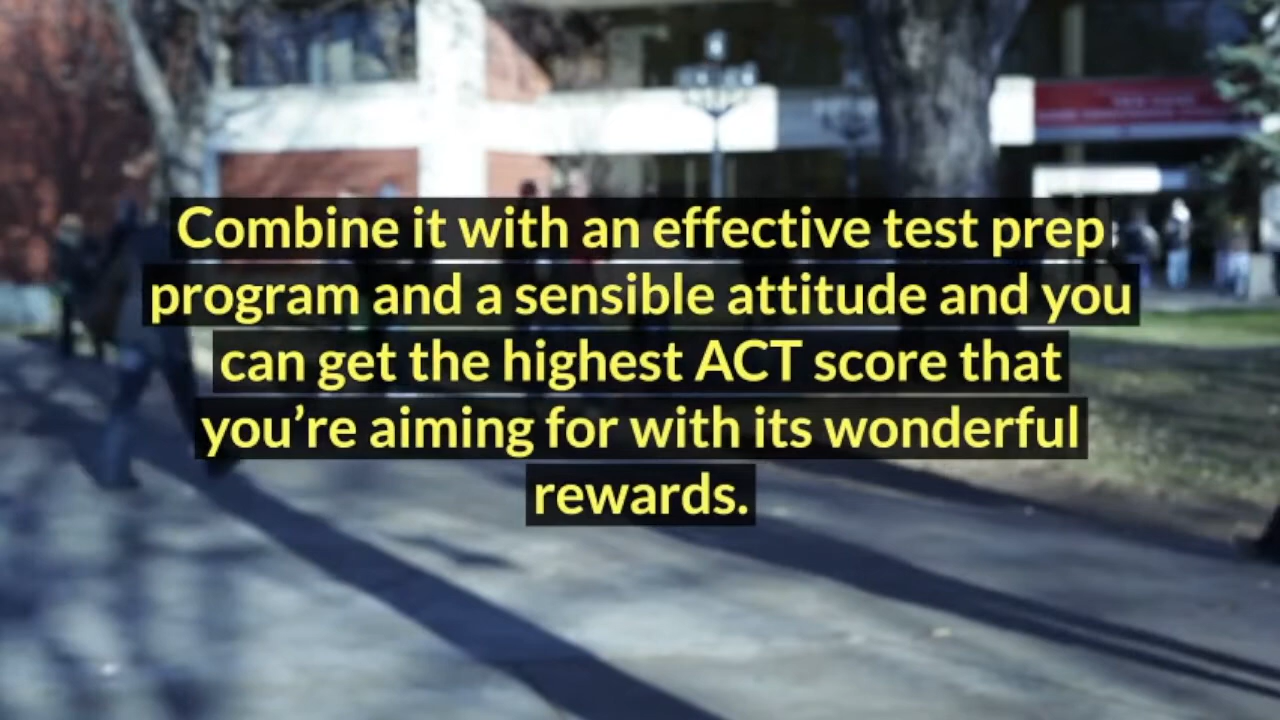 Combine it with an effective test prep
program and a sensible attitude and you
can get the highest ACT score that
you’re aiming for with its wonderful
rewards.